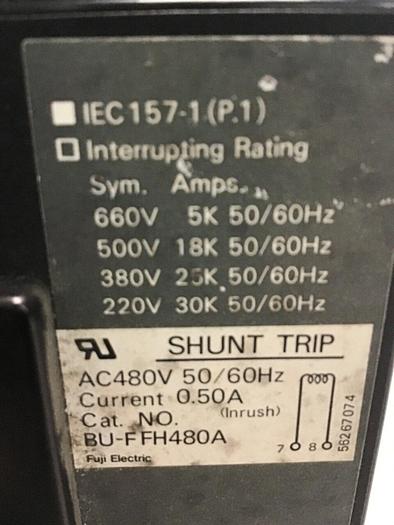 IEC 157-1 (P.1)
Interrupting Rating
Sym. Amps.
660V 5K 50/60Hz
500V 18K 50/60Hz
380V 25K 50/60Hz
220V 30K 50/60Hz
SHUNT TRIP
AC480V 50/60Hz
Current 0.50A
(Inrush)
Cat. NO.
BU-FFH480A
7 8
Fuji Electric
56267074